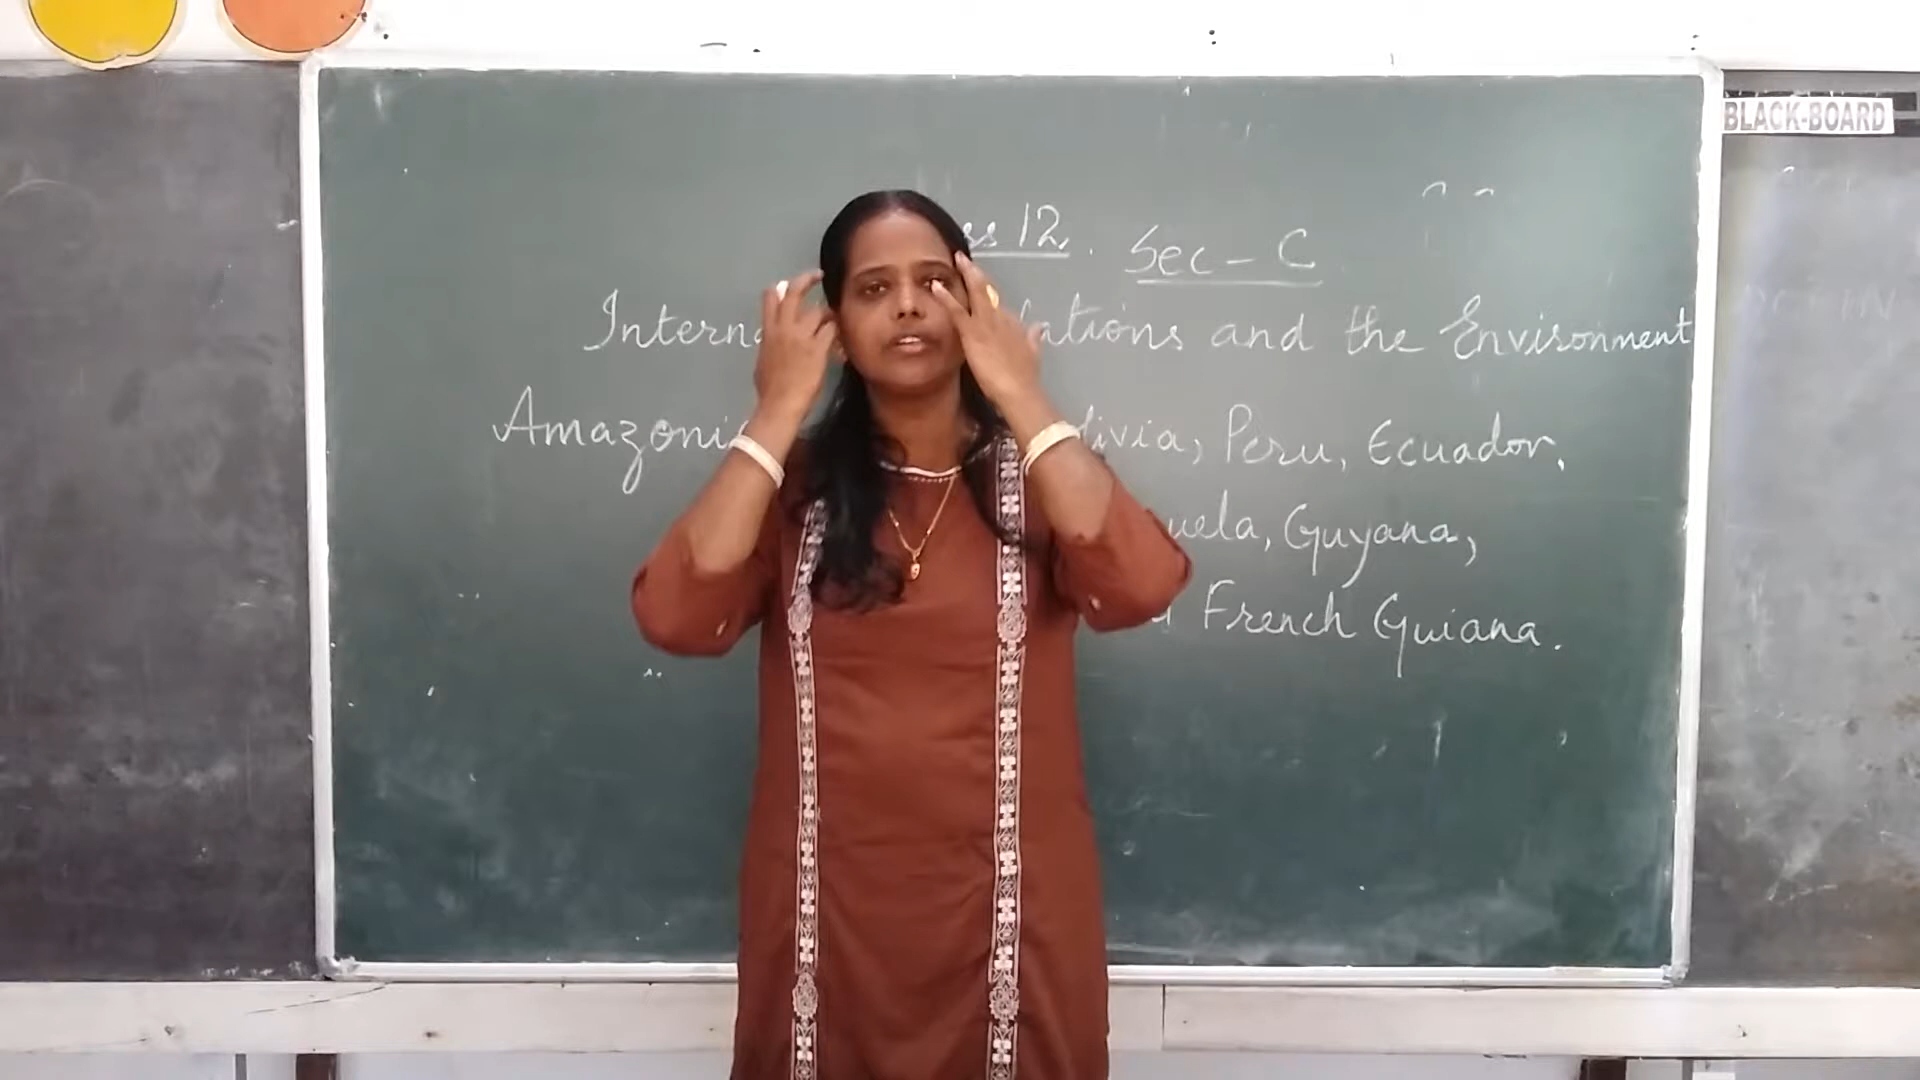 BLACK-BOARD
ss 12. Sec - C
Interna lations and the Environment
Amazoni livia, Peru, Ecuador,
uela, Guyana,
French Guiana.